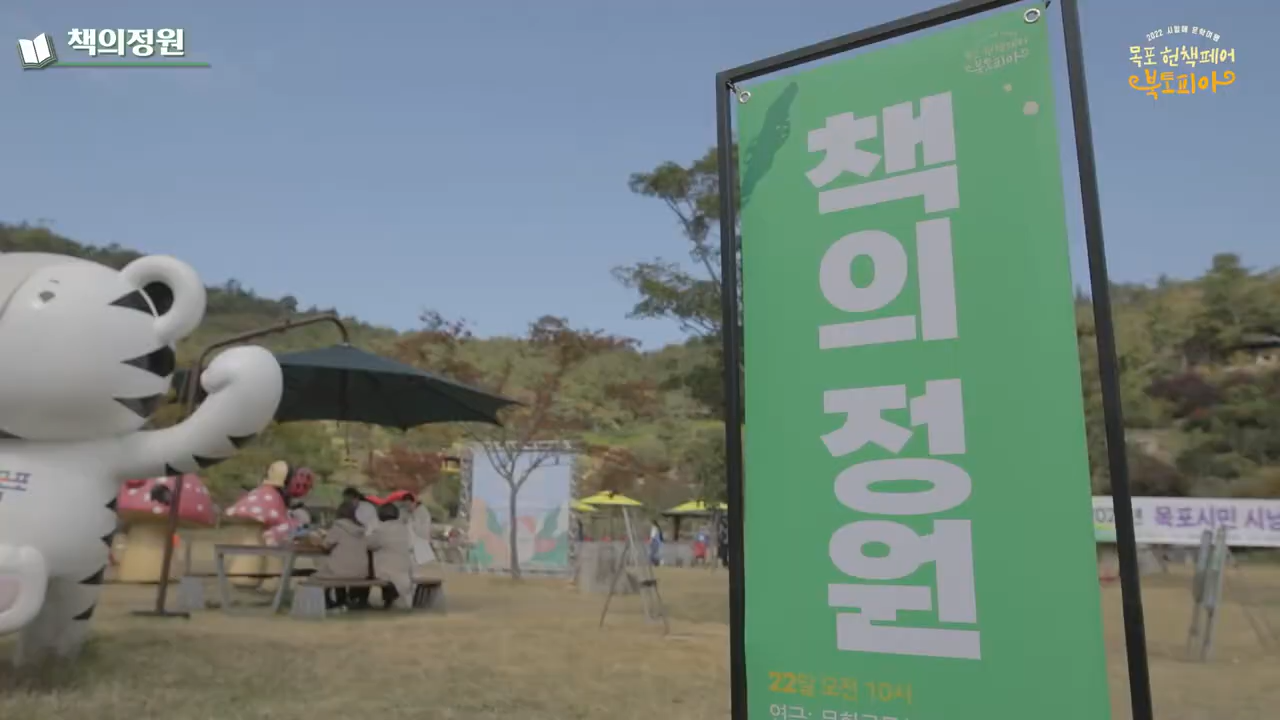 책의정원
2022 시월애 문학여행
목포 헌책페어
북토피아
책의 정원
22일 오전 10시
목포시민 시낭